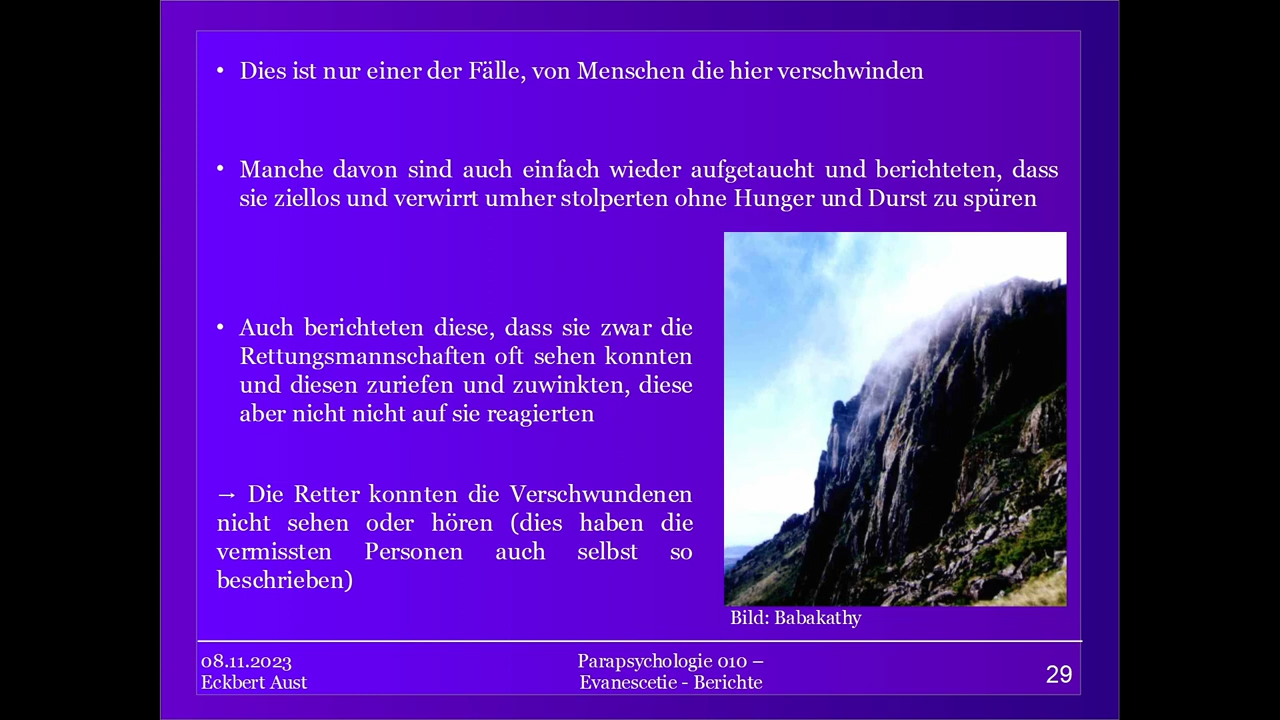 • Dies ist nur einer der Fälle, von Menschen die hier verschwinden
• Manche davon sind auch einfach wieder aufgetaucht und berichteten, dass
sie ziellos und verwirrt umher stolperten ohne Hunger und Durst zu spüren
• Auch berichteten diese, dass sie zwar die
Rettungsmannschaften oft sehen konnten
und diesen zuriefen und zuwinkten, diese
aber nicht nicht auf sie reagierten
→ Die Retter konnten die Verschwundenen
nicht sehen oder hören (dies haben die
vermissten Personen auch selbst so
beschrieben)
Bild: Babakathy
08.11.2023
Eckbert Aust
Parapsychologie 010 –
Evanescetie - Berichte
29